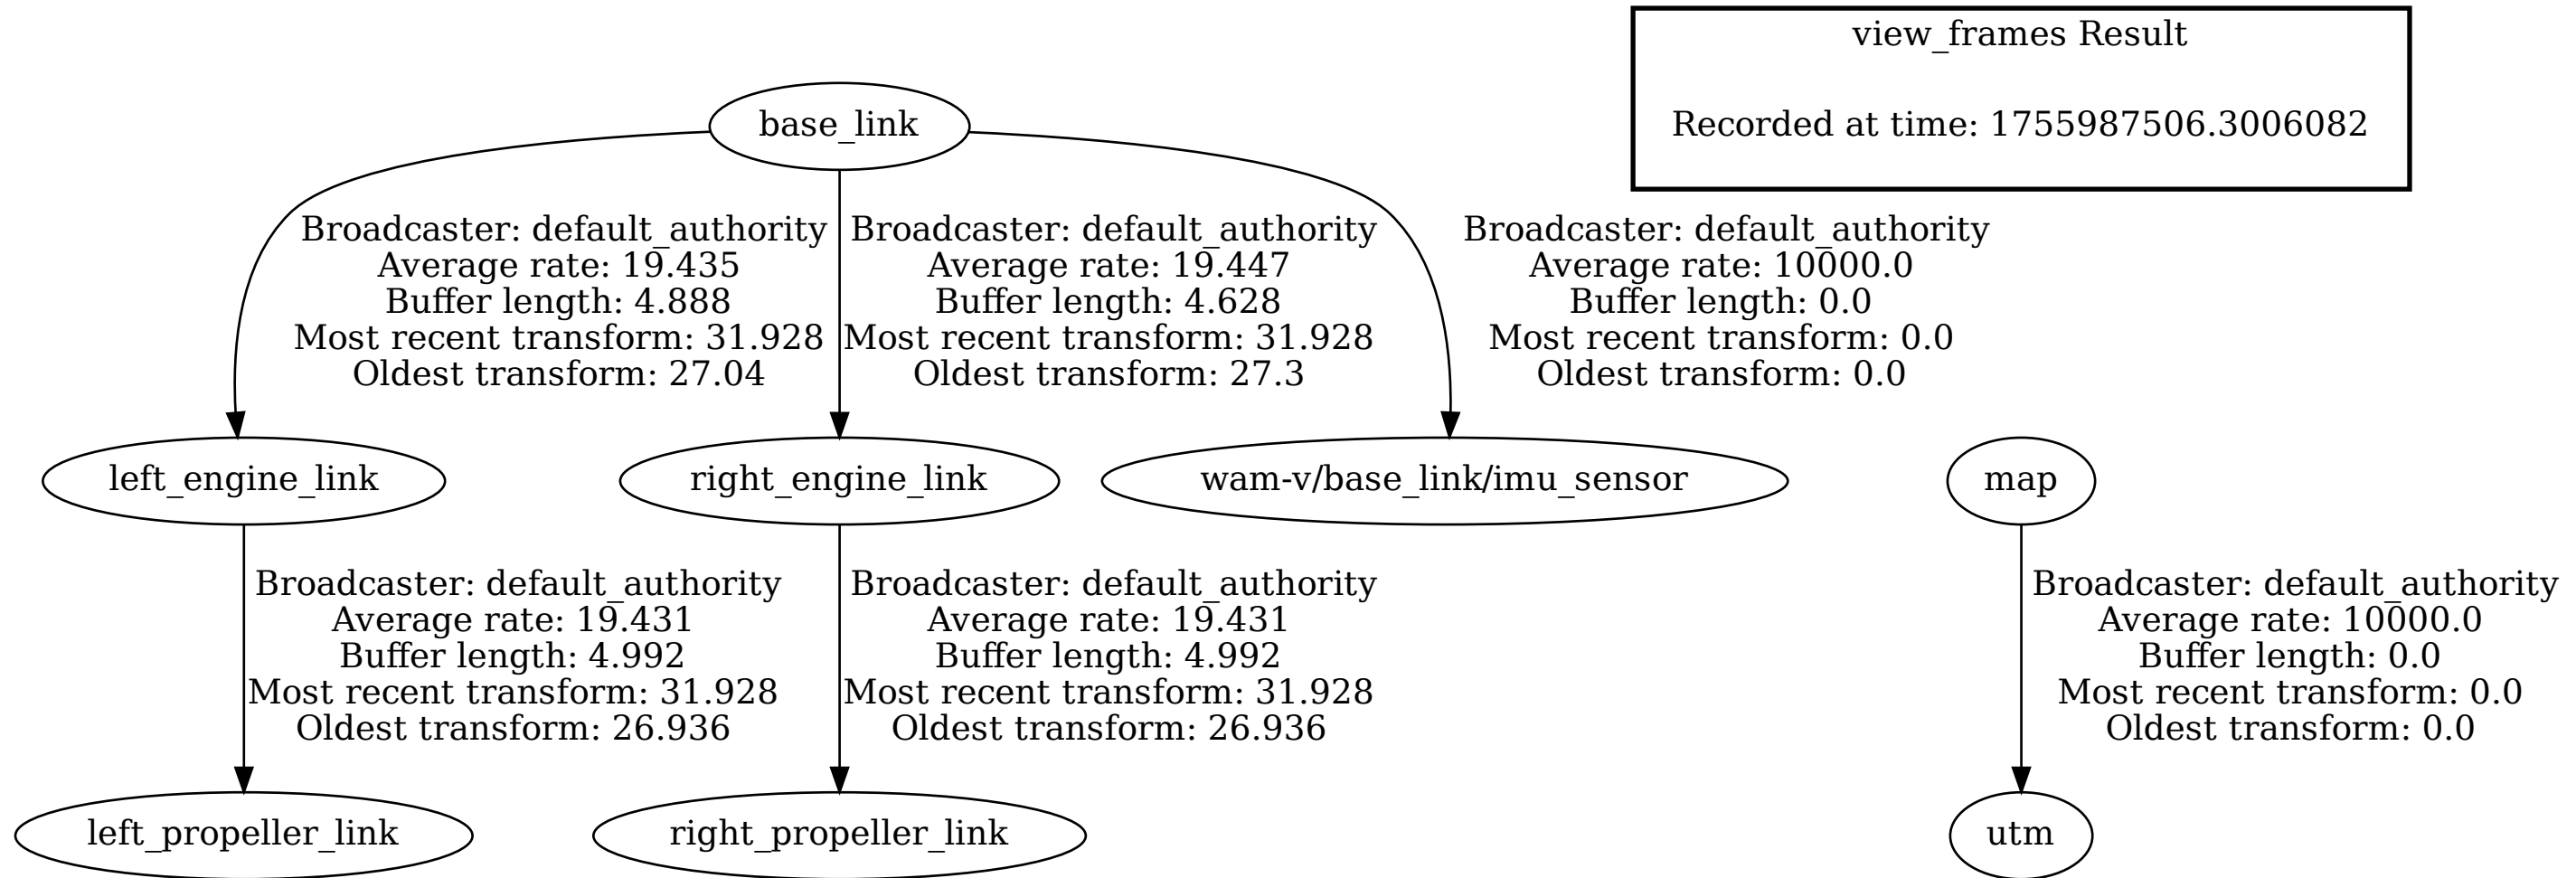 view_frames Result
Recorded at time: 1755987506.3006082
base_link
Broadcaster: default_authority
Average rate: 19.435
Buffer length: 4.888
Most recent transform: 31.928
Oldest transform: 27.04
Broadcaster: default_authority
Average rate: 19.447
Buffer length: 4.628
Most recent transform: 31.928
Oldest transform: 27.3
Broadcaster: default_authority
Average rate: 10000.0
Buffer length: 0.0
Most recent transform: 0.0
Oldest transform: 0.0
left_engine_link
right_engine_link
wam-v/base_link/imu_sensor
map
Broadcaster: default_authority
Average rate: 19.431
Buffer length: 4.992
Most recent transform: 31.928
Oldest transform: 26.936
Broadcaster: default_authority
Average rate: 19.431
Buffer length: 4.992
Most recent transform: 31.928
Oldest transform: 26.936
Broadcaster: default_authority
Average rate: 10000.0
Buffer length: 0.0
Most recent transform: 0.0
Oldest transform: 0.0
left_propeller_link
right_propeller_link
utm